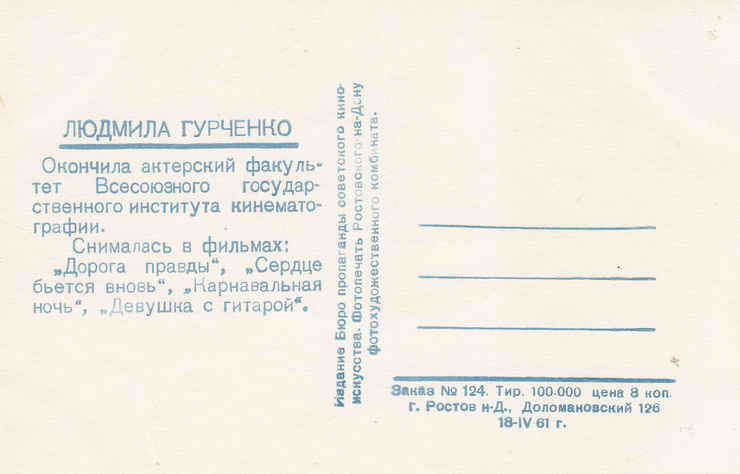 ЛЮДМИЛА ГУРЧЕНКО
Окончила актерский факуль-
тет Всесоюзного государ-
ственного института кинемато-
графии.
Снималась в фильмах:
„Дорога правды“, „Сердце
бьется вновь“, „Карнавальная
ночь“, „Девушка с гитарой“.
Издание Бюро пропаганды советского кино-
искусства. Фотопечать Ростовского-на-Дону
фотохудожественного комбината.
Заказ № 124. Тир. 100.000 цена 8 коп.
г. Ростов н-Д., Доломановский 126
18-IV 61 г.